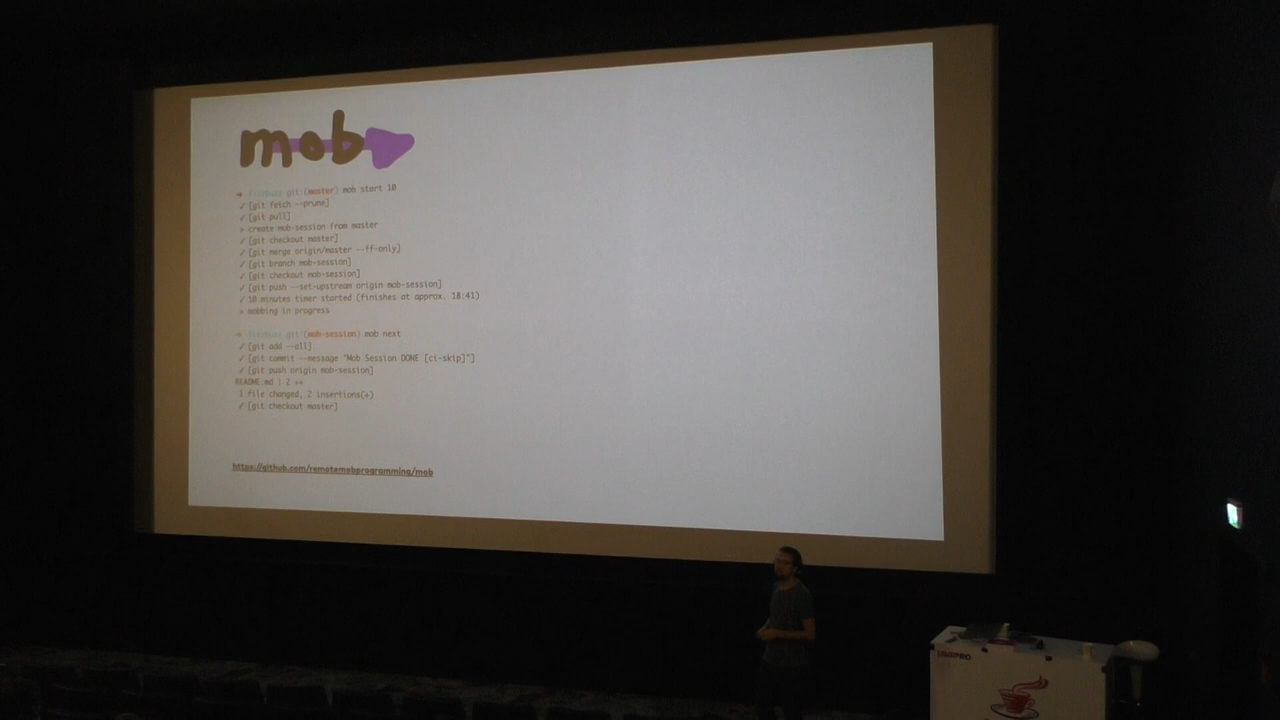 mob
➜ fizzbuzz git:(master) mob start 10
✓ [git fetch --prune]
✓ [git pull]
> create mob-session from master
✓ [git checkout master]
✓ [git merge origin/master --ff-only]
✓ [git branch mob-session]
✓ [git checkout mob-session]
✓ [git push --set-upstream origin mob-session]
✓ 10 minutes timer started (finishes at approx. 18:41)
> mobbing in progress
➜ fizzbuzz git:(mob-session) mob next
✓ [git add --all]
✓ [git commit --message "Mob Session DONE [ci-skip]"]
✓ [git push origin mob-session]
README.md | 2 ++
1 file changed, 2 insertions(+)
✓ [git checkout master]
https://github.com/remotemobprogramming/mob